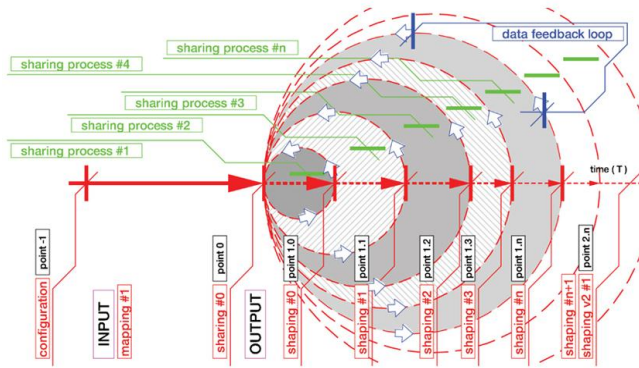 sharing process #n
data feedback loop
sharing process #4
sharing process #3
sharing process #2
sharing process #1
time ( T )
configuration
point -1
INPUT
mapping #1
sharing #0
point 0
OUTPUT
shaping #0
point 1.0
shaping #1
point 1.1
shaping #2
point 1.2
shaping #3
point 1.3
shaping #n
point 1.n
shaping #n+1
shaping v2 #1
point 2.n